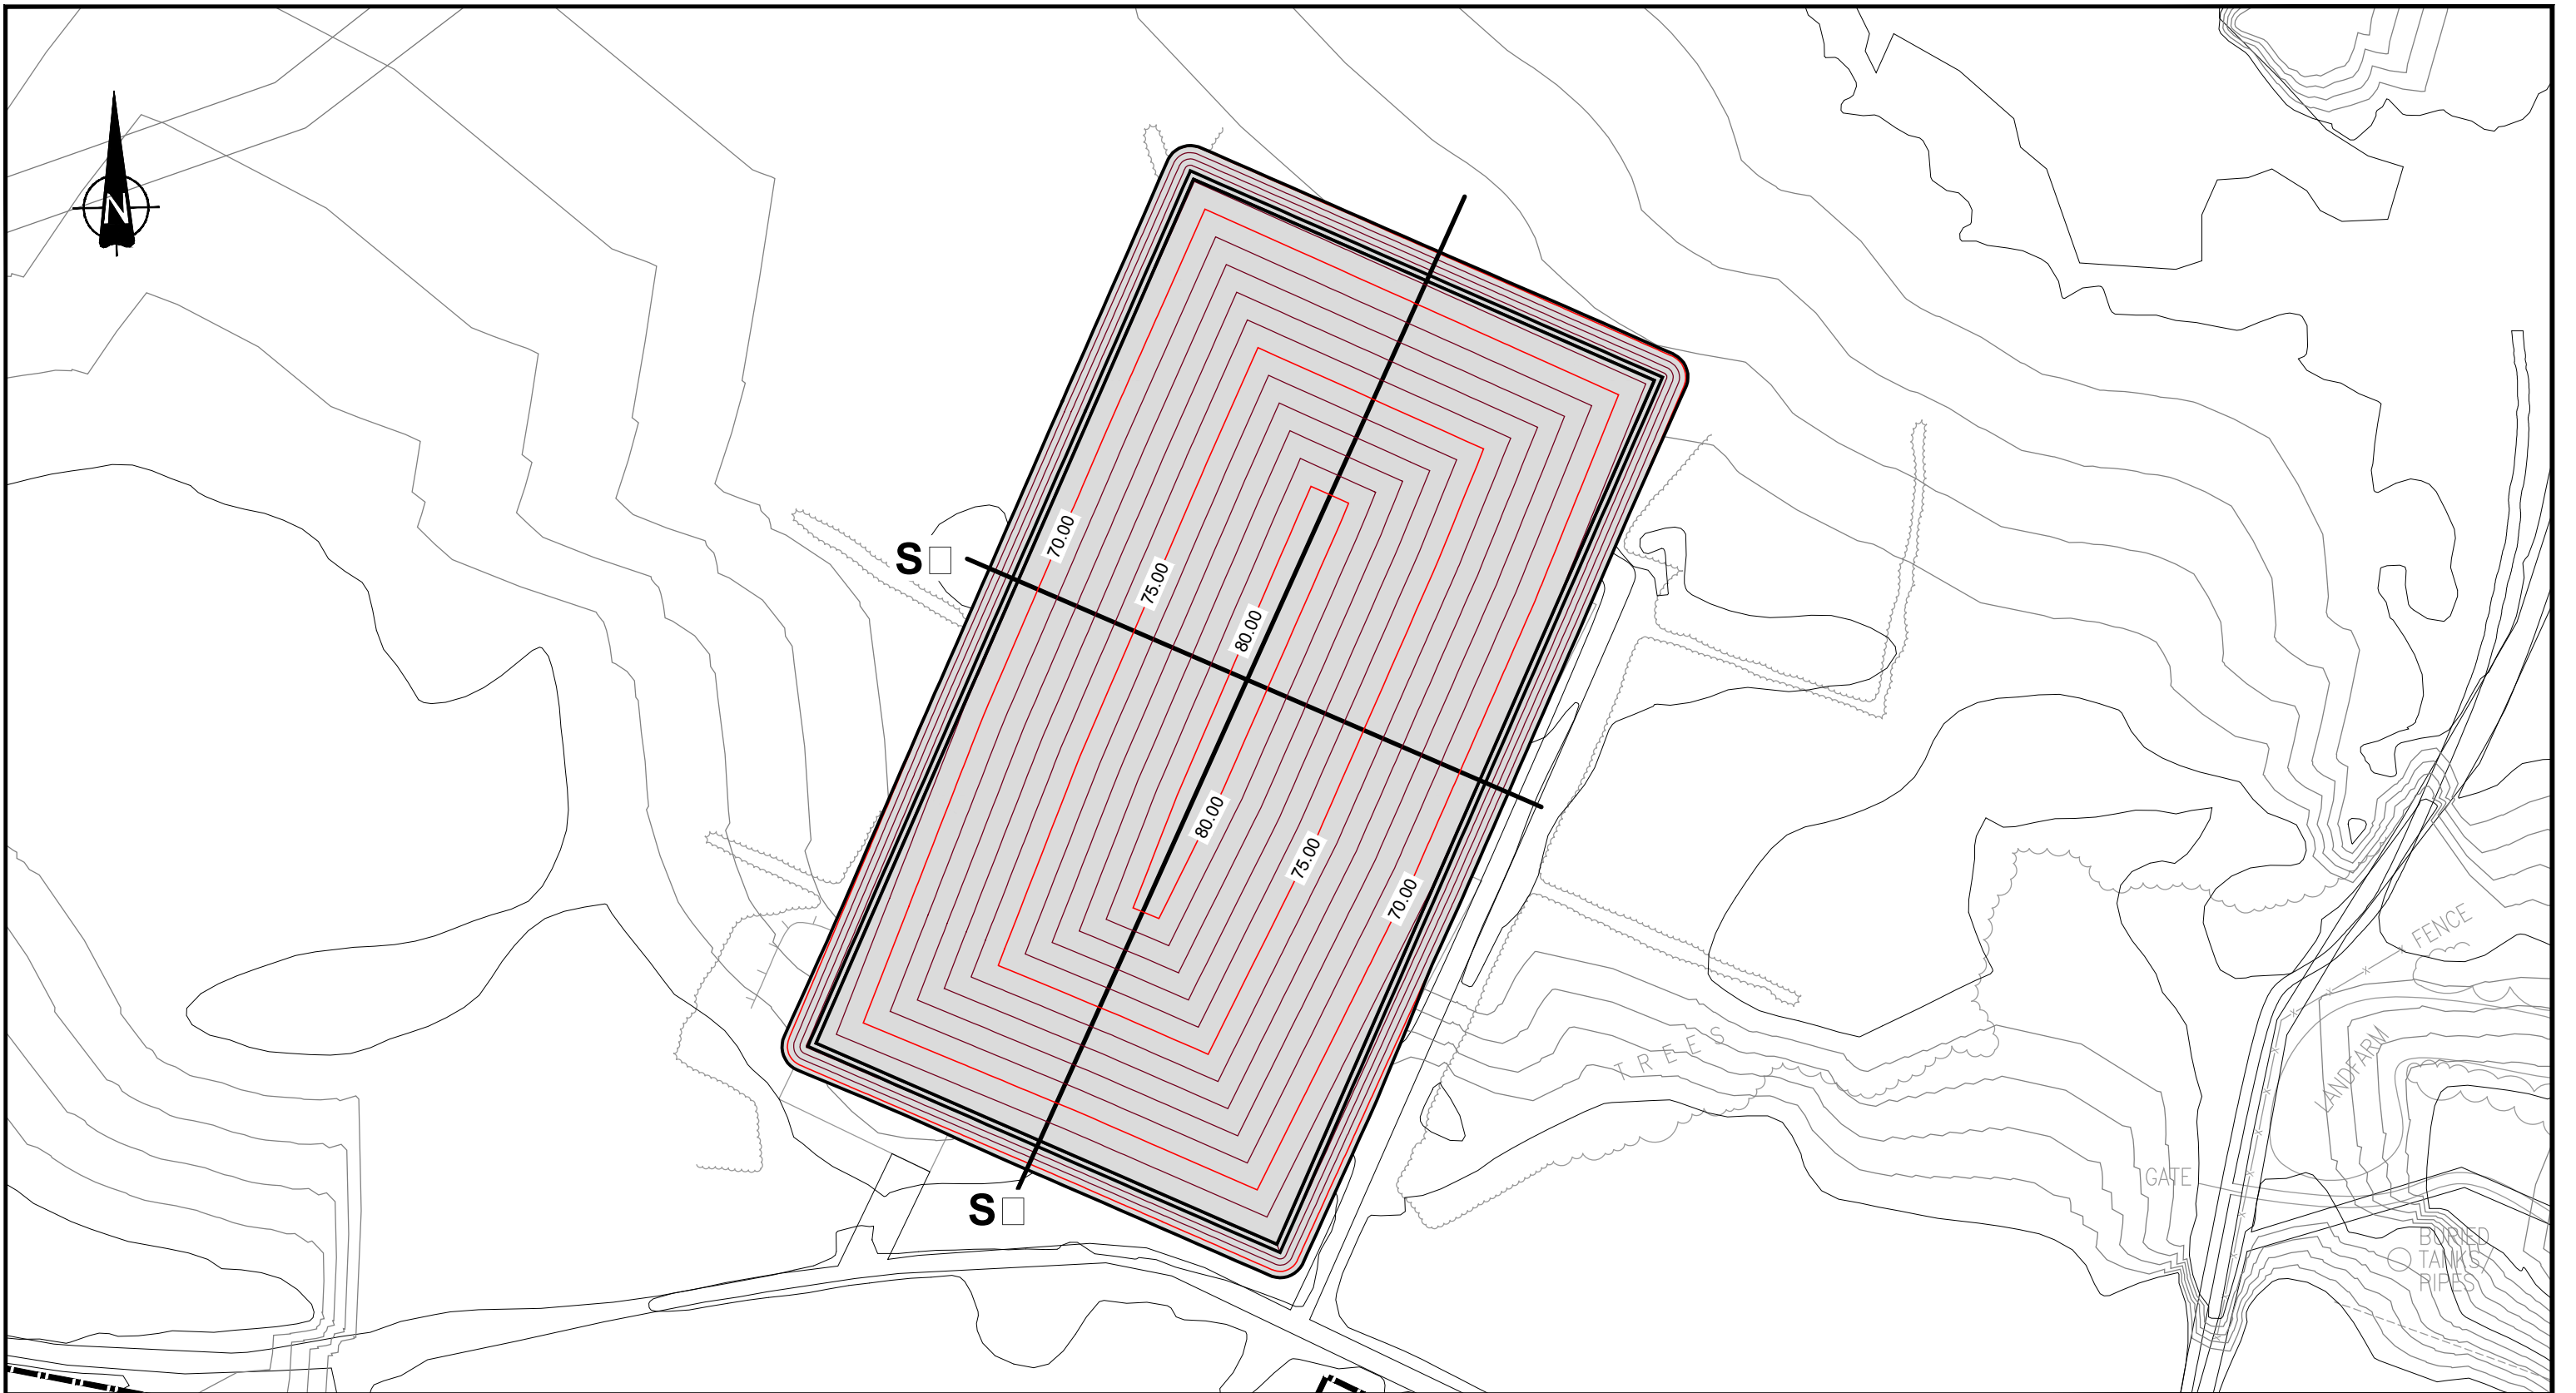 N
70.00
S □
75.00
80.00
80.00
75.00
70.00
FENCE
TREES
LANDFARM
GATE
S □
BURIED
TANKS/
PIPES